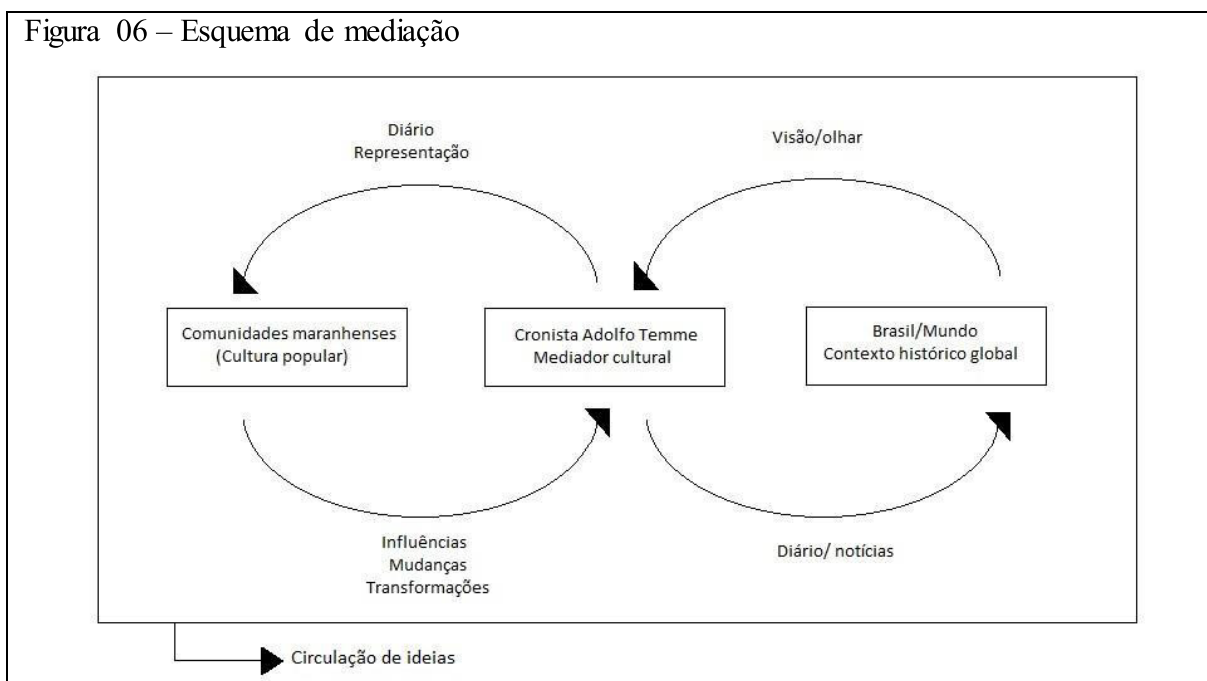 Figura 06 – Esquema de mediação
Diário
Representação
Visão/olhar
Comunidades maranhenses
(Cultura popular)
Cronista Adolfo Temme
Mediador cultural
Brasil/Mundo
Contexto histórico global
Influências
Mudanças
Transformações
Diário/ notícias
Circulação de ideias